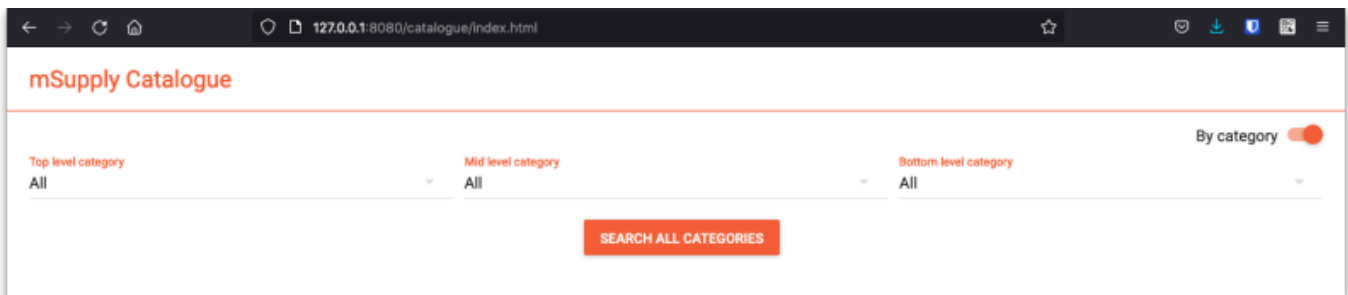 127.0.0.1:8080/catalogue/index.html
mSupply Catalogue
By category
Top level category
All
Mid level category
All
Bottom level category
All
SEARCH ALL CATEGORIES